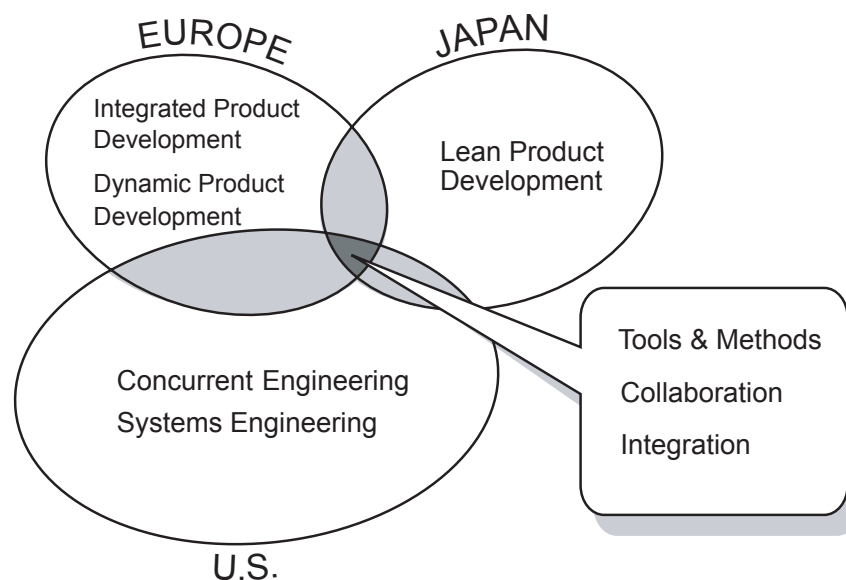 EUROPE
JAPAN
Integrated Product
Development
Dynamic Product
Development
Lean Product
Development
Concurrent Engineering
Systems Engineering
Tools & Methods
Collaboration
Integration
U.S.